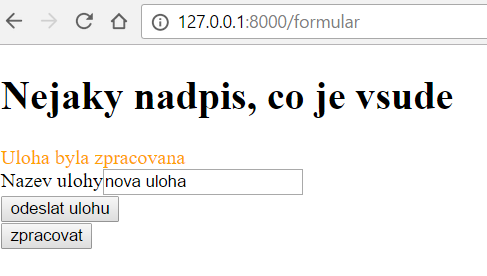 127.0.0.1:8000/formular
Nejaky nadpis, co je vsude
Uloha byla zpracovana
Nazev ulohy nova uloha
odeslat ulohu
zpracovat